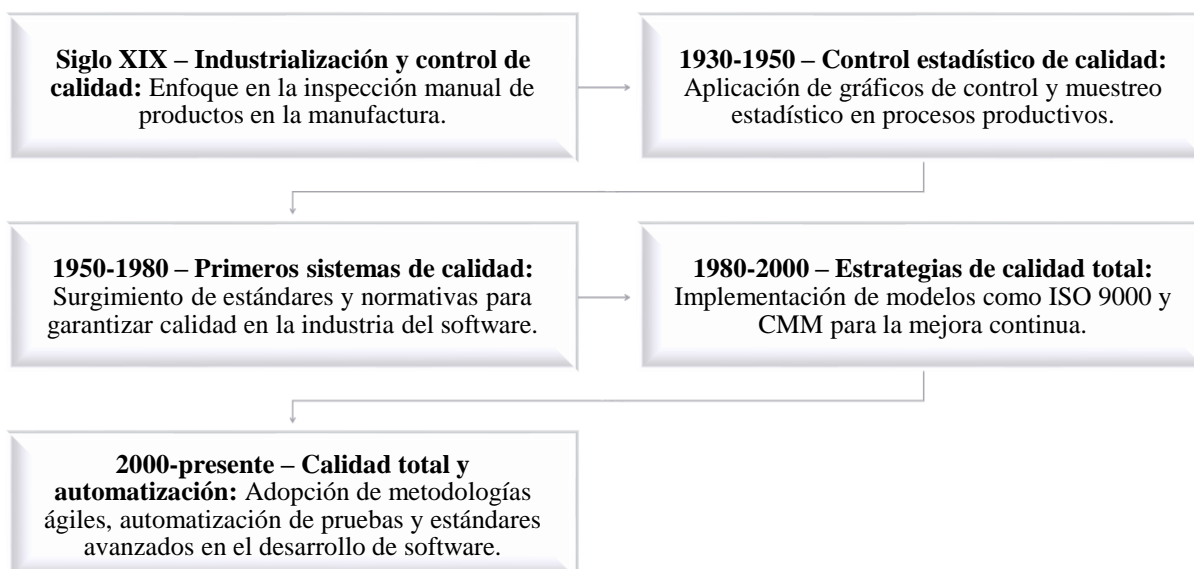 Siglo XIX – Industrialización y control de
calidad: Enfoque en la inspección manual de
productos en la manufactura.
1930-1950 – Control estadístico de calidad:
Aplicación de gráficos de control y muestreo
estadístico en procesos productivos.
1950-1980 – Primeros sistemas de calidad:
Surgimiento de estándares y normativas para
garantizar calidad en la industria del software.
1980-2000 – Estrategias de calidad total:
Implementación de modelos como ISO 9000 y
CMM para la mejora continua.
2000-presente – Calidad total y
automatización: Adopción de metodologías
ágiles, automatización de pruebas y estándares
avanzados en el desarrollo de software.